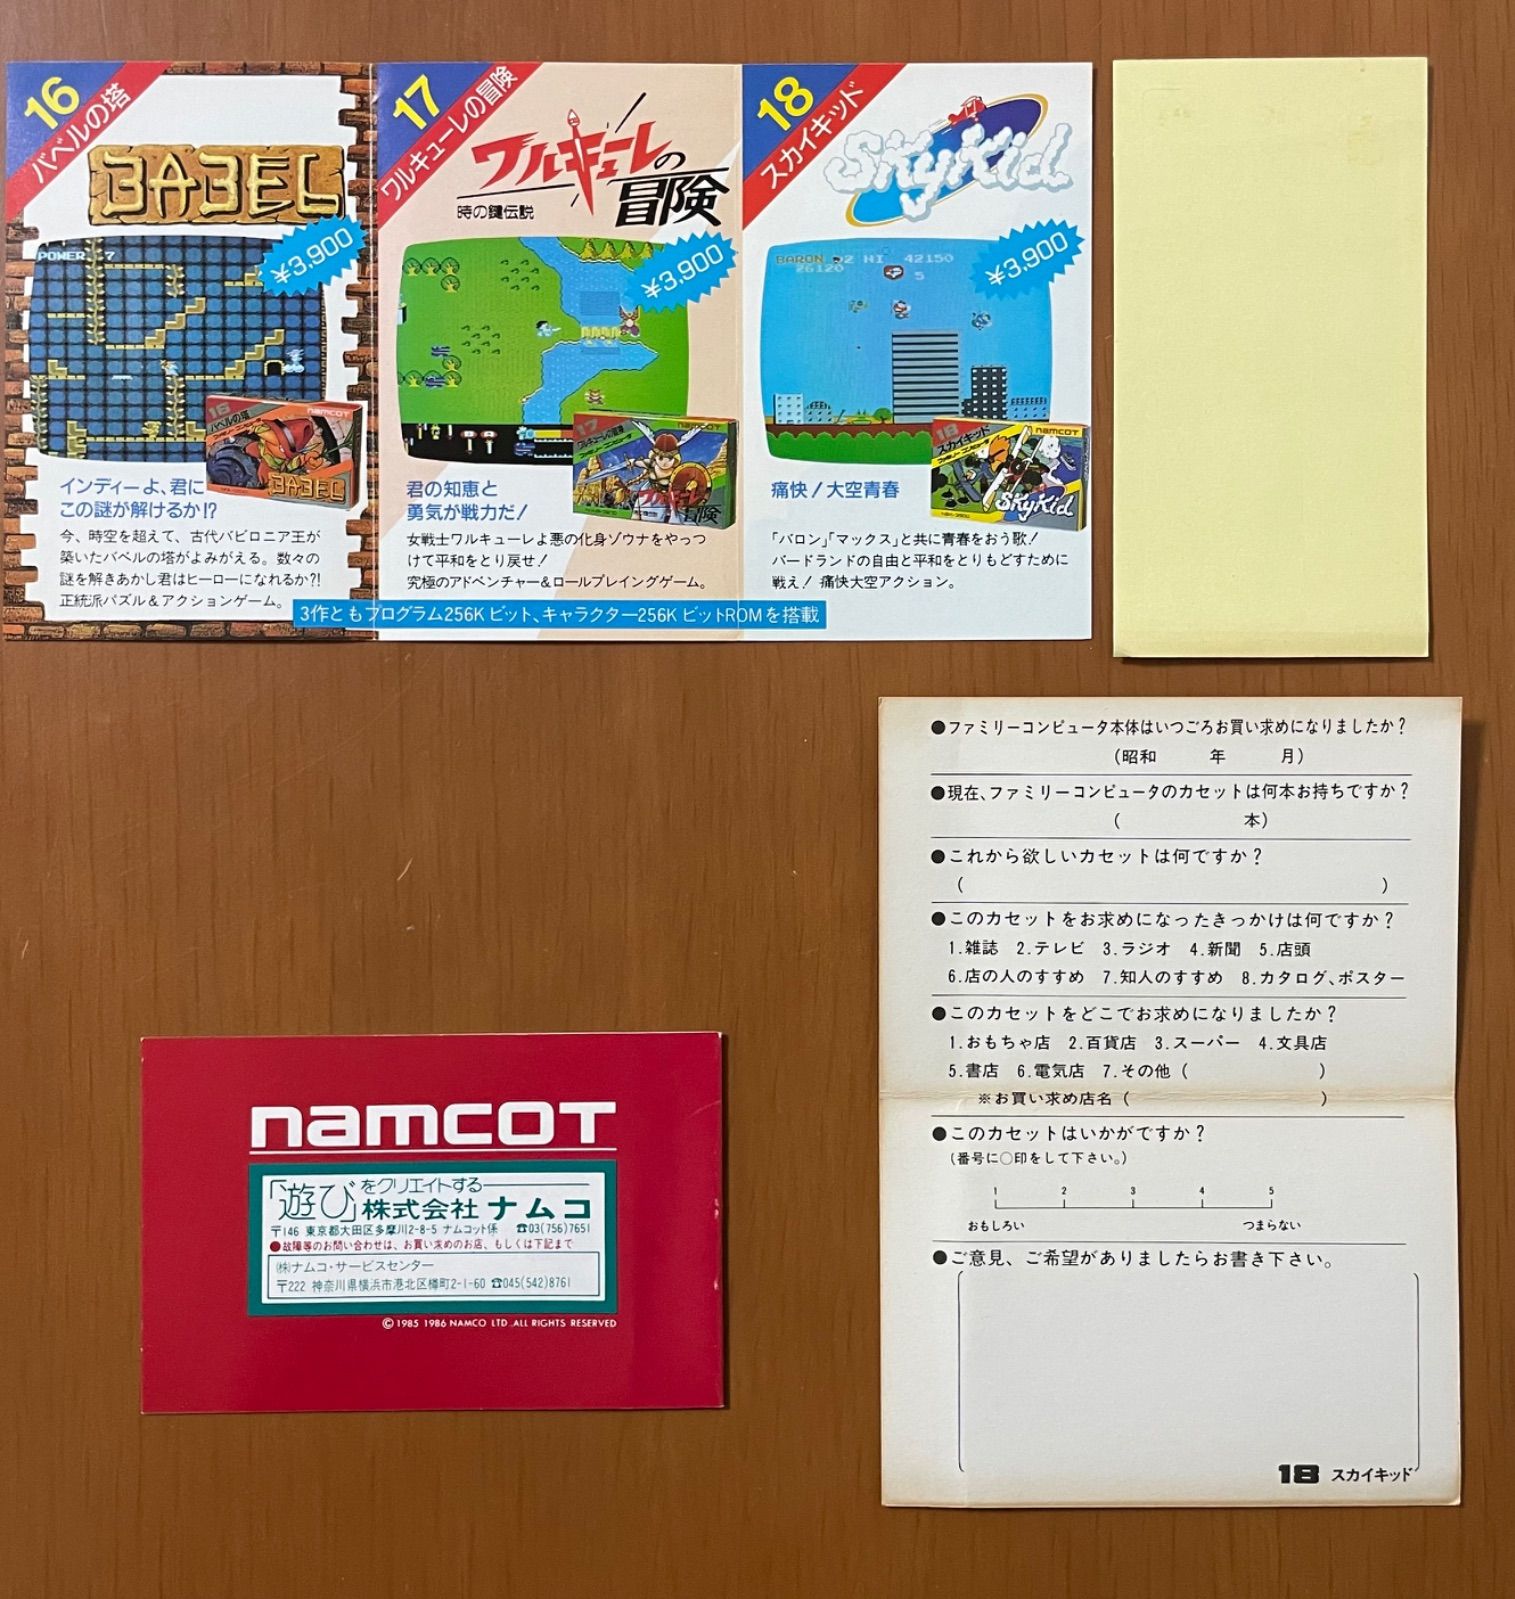 16
バベルの塔
BABEL
¥3,900
POWER 7
16
バベルの塔
namcot
BABEL
インディーよ、君に
この謎が解けるか!?
今、時空を超えて、古代バビロニア王が
築いたバベルの塔がよみがえる。数々の
謎を解きあかし君はヒーローになれるか?!
正統派パズル&アクションゲーム。
17
ワルキューレの冒険
ワルキューレの冒険
時の鍵伝説
¥3,900
17
ワルキューレの冒険
namcot
ワルキューレの冒険
君の知恵と
勇気が戦力だ!
女戦士ワルキューレよ悪の化身ゾウナをやっつ
けて平和をとり戻せ!
究極のアドベンチャー&ロールプレイングゲーム。
18
スカイキッド
SkyKid
¥3,900
BARON 02 HI 42150
26120 5
18
スカイキッド
ファミリーコンピュータ
namcot
SkyKid
痛快!大空青春
「バロン」「マックス」と共に青春をおう歌!
バードランドの自由と平和をとりもどすために
戦え!痛快大空アクション。
3作ともプログラム256Kビット、キャラクター256KビットROMを搭載
●ファミリーコンピュータ本体はいつごろお買い求めになりましたか?
(昭和 年 月)
●現在、ファミリーコンピュータのカセットは何本お持ちですか?
( 本)
●これから欲しいカセットは何ですか?
( )
●このカセットをお求めになったきっかけは何ですか?
1.雑誌 2.テレビ 3.ラジオ 4.新聞 5.店頭
6.店の人のすすめ 7.知人のすすめ 8.カタログ、ポスター
●このカセットをどこでお求めになりましたか?
1.おもちゃ店 2.百貨店 3.スーパー 4.文具店
5.書店 6.電気店 7.その他( )
※お買い求め店名( )
●このカセットはいかがですか?
(番号に○印をして下さい。)
1 2 3 4 5
おもしろい つまらない
●ご意見、ご希望がありましたらお書き下さい。
18 スカイキッド
namcot
「遊び」をクリエイトする
株式会社ナムコ
〒146 東京都大田区多摩川2-8-5 ナムコット係 ☎03(756)7651
●故障等のお問い合わせは、お買い求めのお店、もしくは下記まで
(株)ナムコ・サービスセンター
〒222 神奈川県横浜市港北区樽町2-1-60 ☎045(542)8761
©1985 1986 NAMCO LTD.,ALL RIGHTS RESERVED